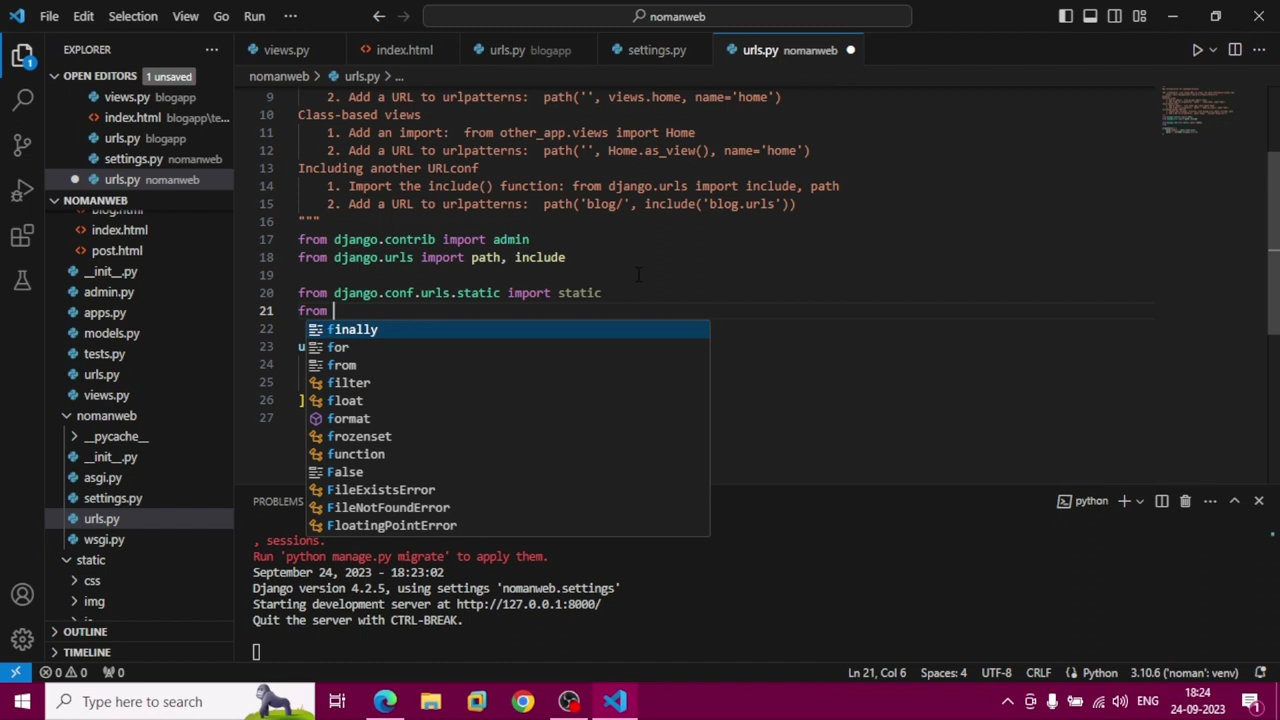 File Edit Selection View Go Run ... nomanweb
EXPLORER ...
views.py index.html urls.py blogapp settings.py urls.py nomanweb
OPEN EDITORS 1 unsaved
nomanweb > urls.py > ...
views.py blogapp
index.html blogapp\te...
urls.py blogapp
settings.py nomanweb
urls.py nomanweb
NOMANWEB
index.html
post.html
__init__.py
admin.py
apps.py
models.py
tests.py
urls.py
views.py
nomanweb
__pycache__
__init__.py
asgi.py
settings.py
urls.py
wsgi.py
static
css
img
OUTLINE
TIMELINE
9 2. Add a URL to urlpatterns: path('', views.home, name='home')
10 Class-based views
11 1. Add an import: from other_app.views import Home
12 2. Add a URL to urlpatterns: path('', Home.as_view(), name='home')
13 Including another URLconf
14 1. Import the include() function: from django.urls import include, path
15 2. Add a URL to urlpatterns: path('blog/', include('blog.urls'))
16 """
17 from django.contrib import admin
18 from django.urls import path, include
19
20 from django.conf.urls.static import static
21 from
22 finally
23 u for
24 from
25 filter
26 ] float
27 format
frozenset
function
False
FileExistsError
FileNotFoundError
FloatingPointError
PROBLEMS python
, sessions.
Run 'python manage.py migrate' to apply them.
September 24, 2023 - 18:23:02
Django version 4.2.5, using settings 'nomanweb.settings'
Starting development server at http://127.0.0.1:8000/
Quit the server with CTRL-BREAK.
0 0 0 Ln 21, Col 6 Spaces: 4 UTF-8 CRLF Python 3.10.6 ('noman': venv)
Type here to search ENG 18:24
24-09-2023 1